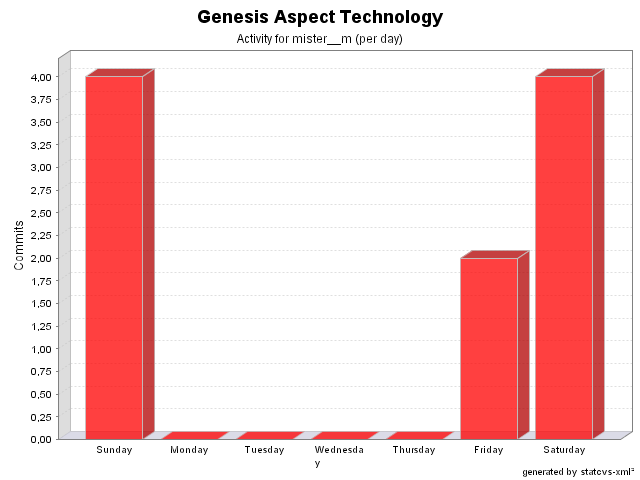 Genesis Aspect Technology
Activity for mister__m (per day)
4,00
3,75
3,50
3,25
3,00
2,75
2,50
2,25
2,00
1,75
1,50
1,25
1,00
0,75
0,50
0,25
0,00
Commits
Sunday Monday Tuesday Wednesda Thursday Friday Saturday
y
generated by statcvs-xml²